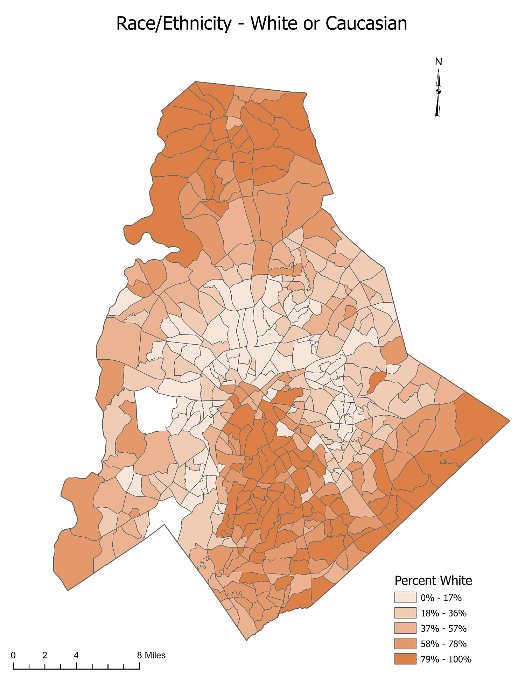 Race/Ethnicity - White or Caucasian
N
Percent White
0% - 17%
18% - 36%
37% - 57%
58% - 78%
79% - 100%
0 2 4 8 Miles